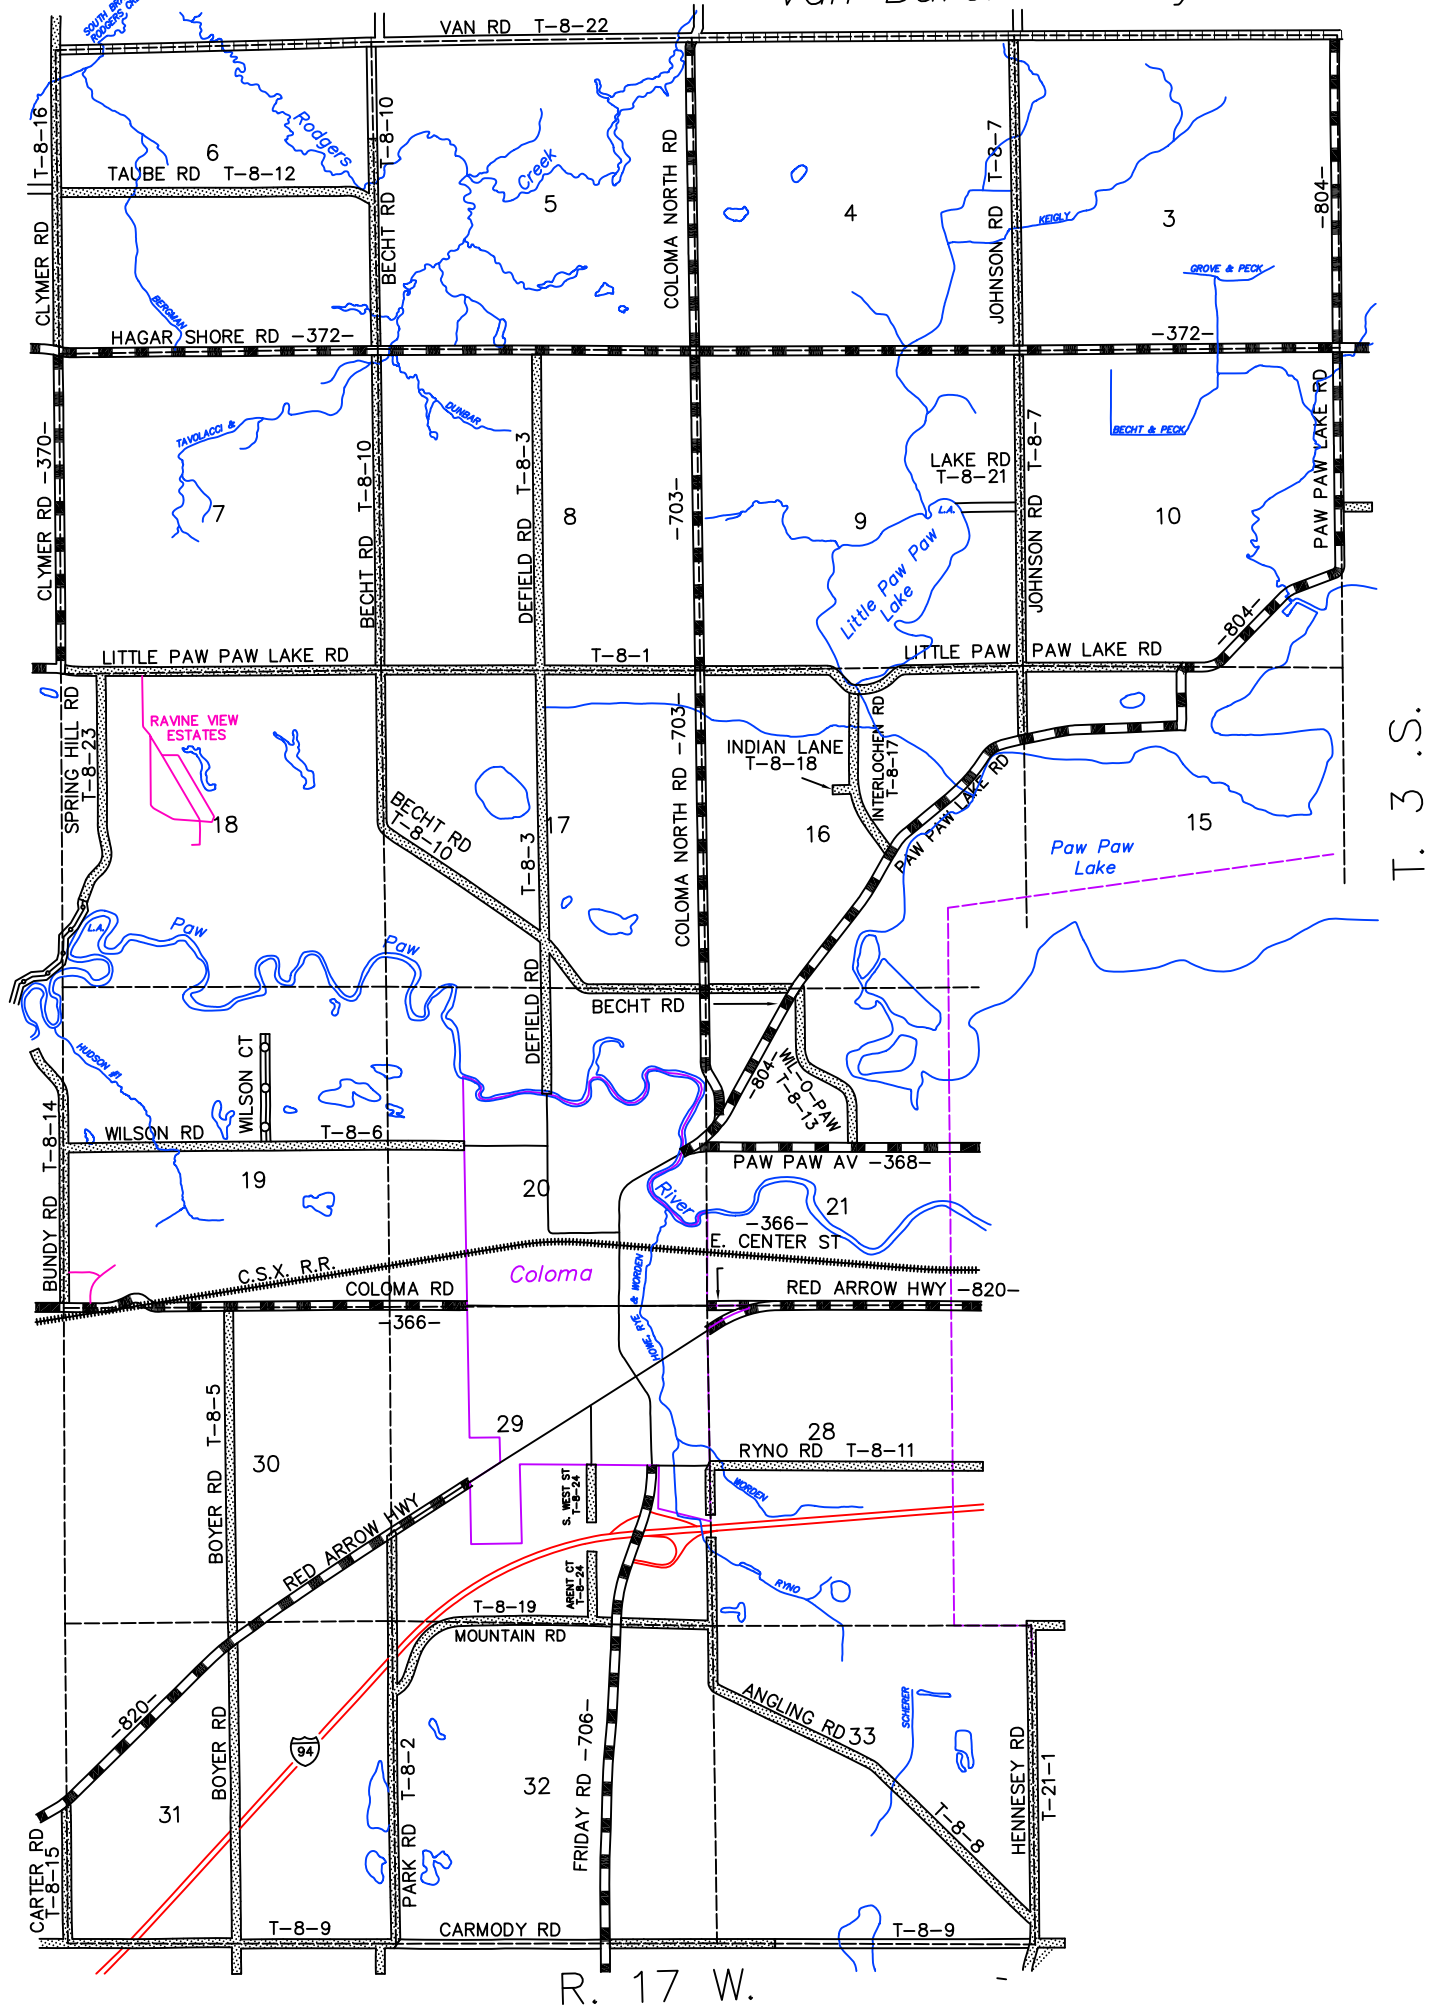 VAN RD T-8-22
SOUTH
T-8-16
T-8-10
Rodgers
Creek
T-8-7
6
TAUBE RD T-8-12
5
4
3
COLOMA NORTH RD
JOHNSON RD
KEIGLY
-804-
CLYMER RD
BECHT RD
BERGMAN
GROVE & PECK
HAGAR SHORE RD -372-
-372-
CLYMER RD -370-
TAVOLACCI &
DUNBAR
BECHT RD T-8-10
DEFIELD RD T-8-3
-703-
LAKE RD
T-8-21
JOHNSON RD T-8-7
BECHT & PECK
PAW PAW LAKE RD
7
8
9
10
L.A.
Little Paw Paw
Lake
-804-
LITTLE PAW PAW LAKE RD
T-8-1
LITTLE PAW PAW LAKE RD
SPRING HILL RD
T-8-23
RAVINE VIEW
ESTATES
18
BECHT RD
T-8-10
17
T-8-3
COLOMA NORTH RD -703-
INDIAN LANE
T-8-18
INTERLOCHEN RD
T-8-17
16
PAW PAW LAKE RD
15
Paw Paw
Lake
T. 3 .S.
L.A.
Paw
Paw
DEFIELD RD
BECHT RD
HUDSON #1
WILSON CT
-804-
WIL-O-PAW
T-8-13
BUNDY RD T-8-14
WILSON RD
T-8-6
PAW PAW AV -368-
19
20
River
21
-366-
E. CENTER ST
C.S.X. R.R.
Coloma
COLOMA RD
-366-
RED ARROW HWY -820-
HOWE, RYE & WORDEN
BOYER RD T-8-5
30
29
28
RYNO RD T-8-11
S. WEST ST
T-8-24
WORDEN
RED ARROW HWY
ARENT CT
T-8-24
RYNO
T-8-19
MOUNTAIN RD
-820-
94
BOYER RD
PARK RD T-8-2
FRIDAY RD -706-
ANGLING RD
33
SCHERER
HENNESEY RD
T-21-1
32
31
T-8-8
CARTER RD
T-8-15
T-8-9
CARMODY RD
T-8-9
R. 17 W.